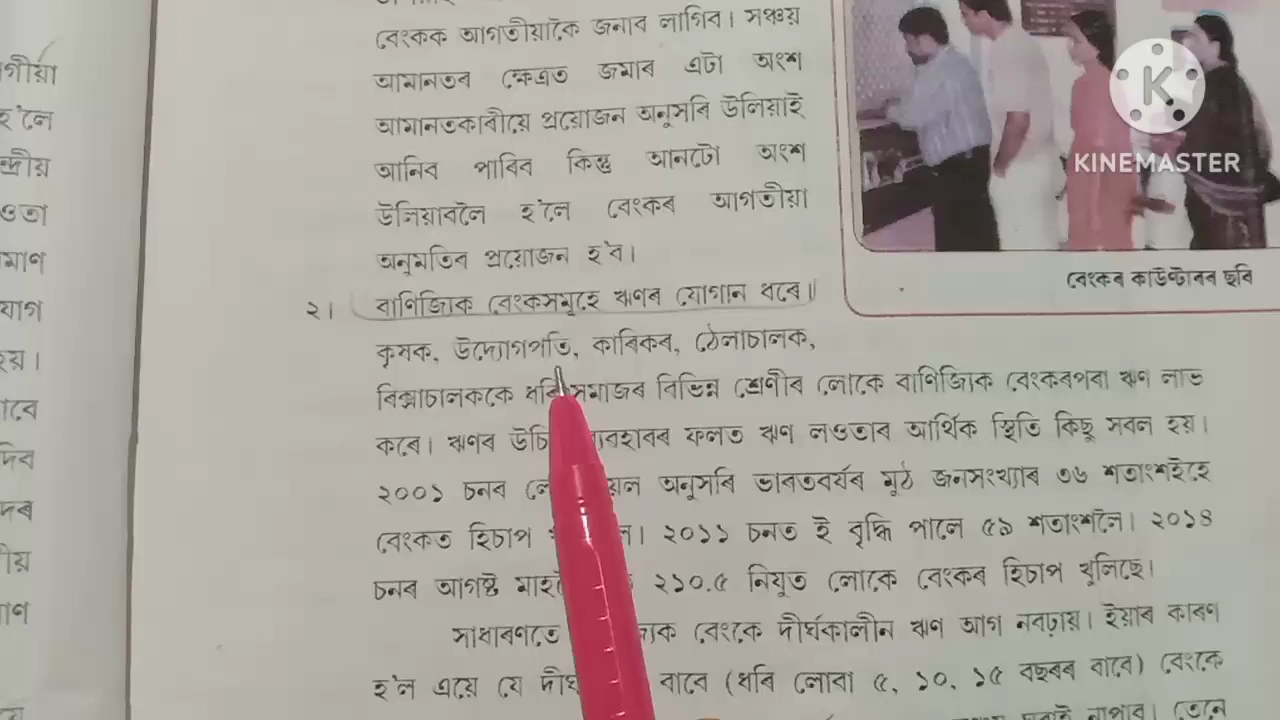 বেংকক আগতীয়াকৈ জনাব লাগিব। সঞ্চয়
আমানতৰ ক্ষেত্ৰত জমাৰ এটা অংশ
আমানতকাৰীয়ে প্ৰয়োজন অনুসৰি উলিয়াই
আনিব পাৰিব কিন্তু আনটো অংশ
উলিয়াবলৈ হ'লে বেংকৰ আগতীয়া
অনুমতিৰ প্ৰয়োজন হ'ব।
KINEMASTER
বেংকৰ কাউণ্টাৰৰ ছবি
২। বাণিজ্যিক বেংকসমূহে ঋণৰ যোগান ধৰে॥
কৃষক, উদ্যোগপতি, কাৰিকৰ, ঠেলাচালক,
ৰিক্সাচালককে ধৰি সমাজৰ বিভিন্ন শ্ৰেণীৰ লোকে বাণিজ্যিক বেংকৰপৰা ঋণ লাভ
কৰে। ঋণৰ উচিত ব্যৱহাৰৰ ফলত ঋণ লওতাৰ আৰ্থিক স্থিতি কিছু সবল হয়।
২০০১ চনৰ অনুসৰি ভাৰতবৰ্ষৰ মুঠ জনসংখ্যাৰ ৩৬ শতাংশইহে
বেংকত হিচাপ ২০১১ চনত ই বৃদ্ধি পালে ৫৯ শতাংশলৈ। ২০১৪
চনৰ আগষ্ট ২১০.৫ নিযুত লোকে বেংকৰ হিচাপ খুলিছে।
সাধাৰণতে বেংকে দীৰ্ঘকালীন ঋণ আগ নবঢ়ায়। ইয়াৰ কাৰণ
হ'ল এয়ে যে বাবে (ধৰি লোৱা ৫, ১০, ১৫ বছৰৰ বাবে) বেংকে
গীয়া
হ'লে
ন্দ্ৰীয়
ওতা
মাণ
যোগ
হয়।